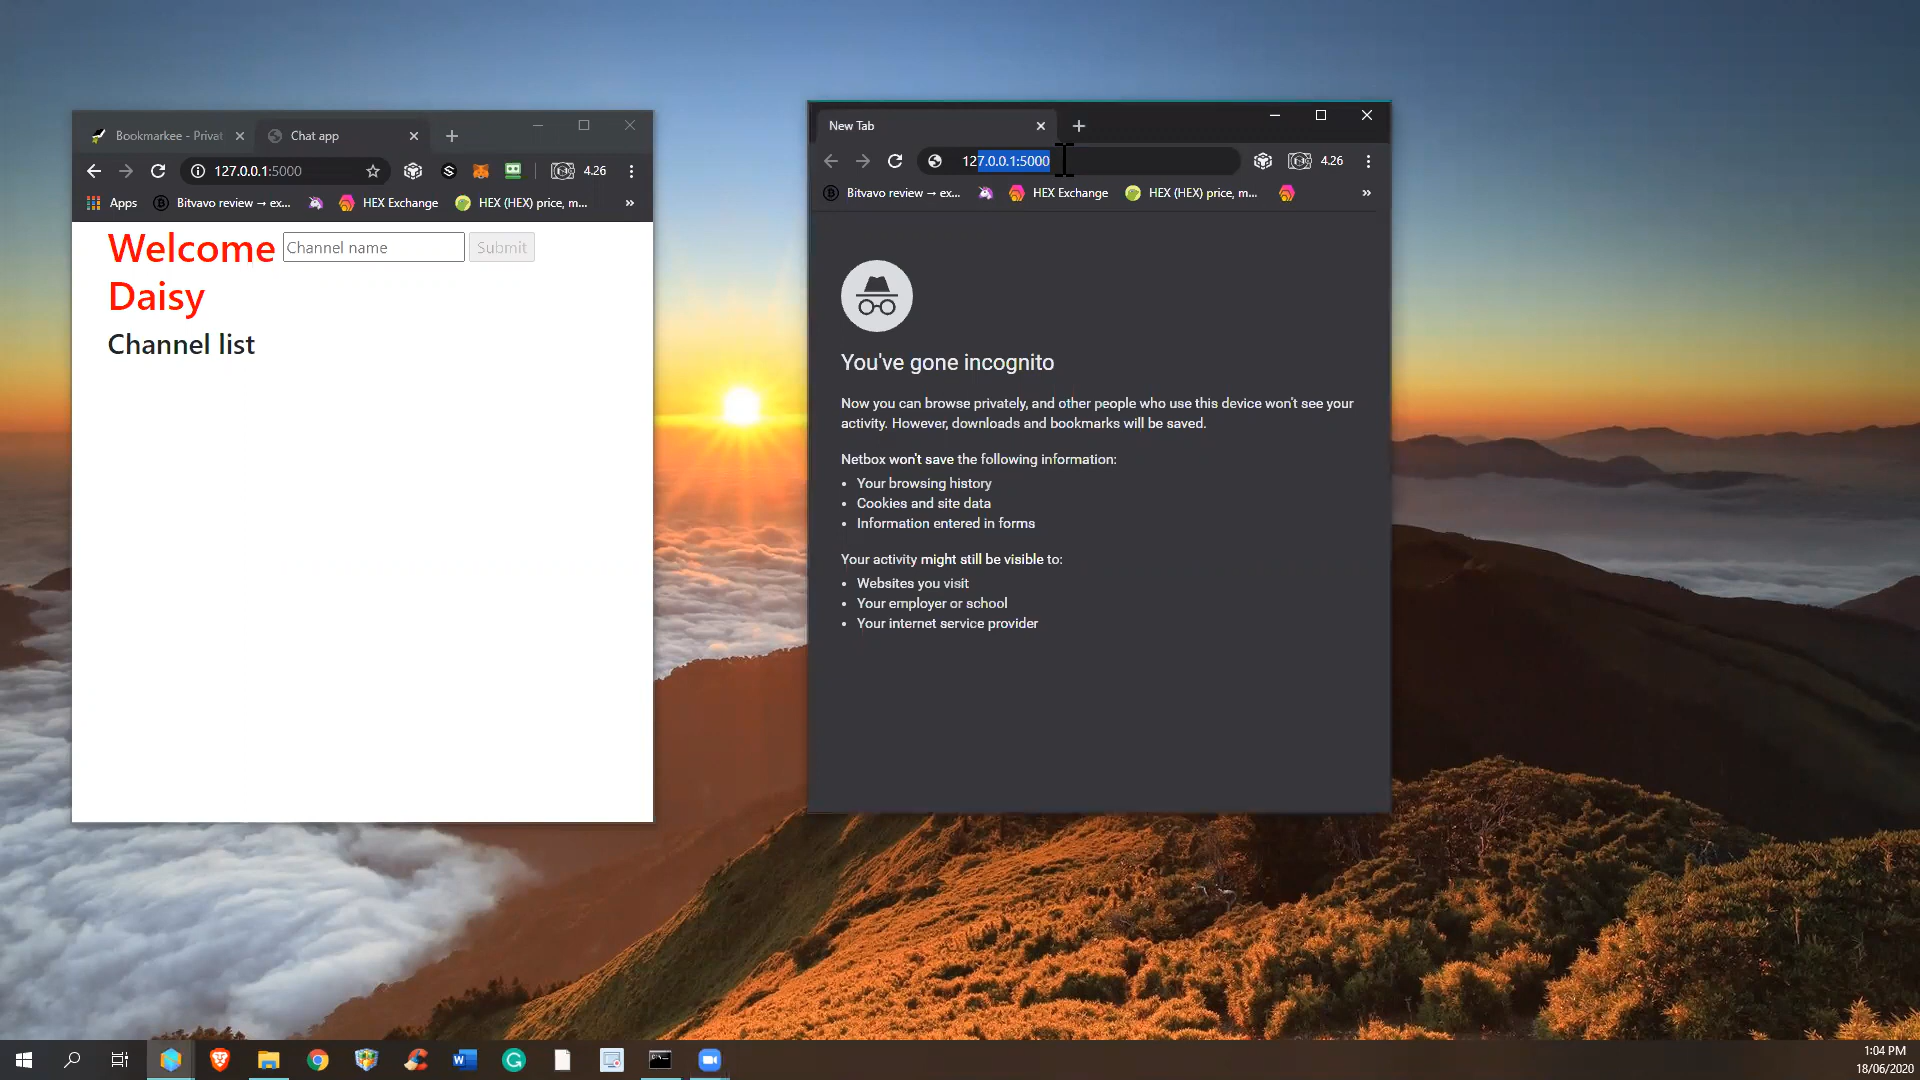 Bookmarkee - Privat
Chat app
127.0.0.1:5000
4.26
Apps
Bitvavo review → ex...
HEX Exchange
HEX (HEX) price, m...
»
Welcome
Daisy
Channel name
Submit
Channel list
New Tab
127.0.0.1:5000
4.26
Bitvavo review → ex...
HEX Exchange
HEX (HEX) price, m...
»
You've gone incognito
Now you can browse privately, and other people who use this device won't see your
activity. However, downloads and bookmarks will be saved.
Netbox won't save the following information:
• Your browsing history
• Cookies and site data
• Information entered in forms
Your activity might still be visible to:
• Websites you visit
• Your employer or school
• Your internet service provider
1:04 PM
18/06/2020